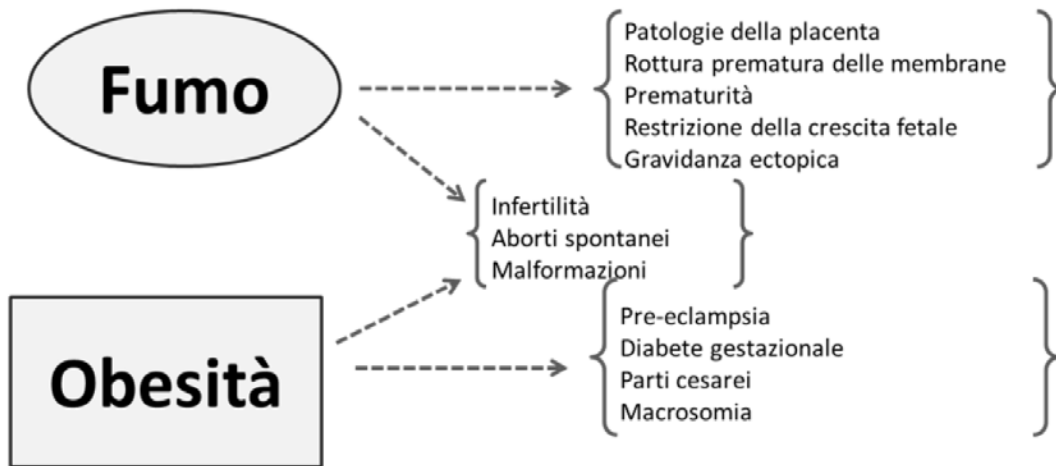 Fumo
Patologie della placenta
Rottura prematura delle membrane
Prematurità
Restrizione della crescita fetale
Gravidanza ectopica
Infertilità
Aborti spontanei
Malformazioni
Obesità
Pre-eclampsia
Diabete gestazionale
Parti cesarei
Macrosomia